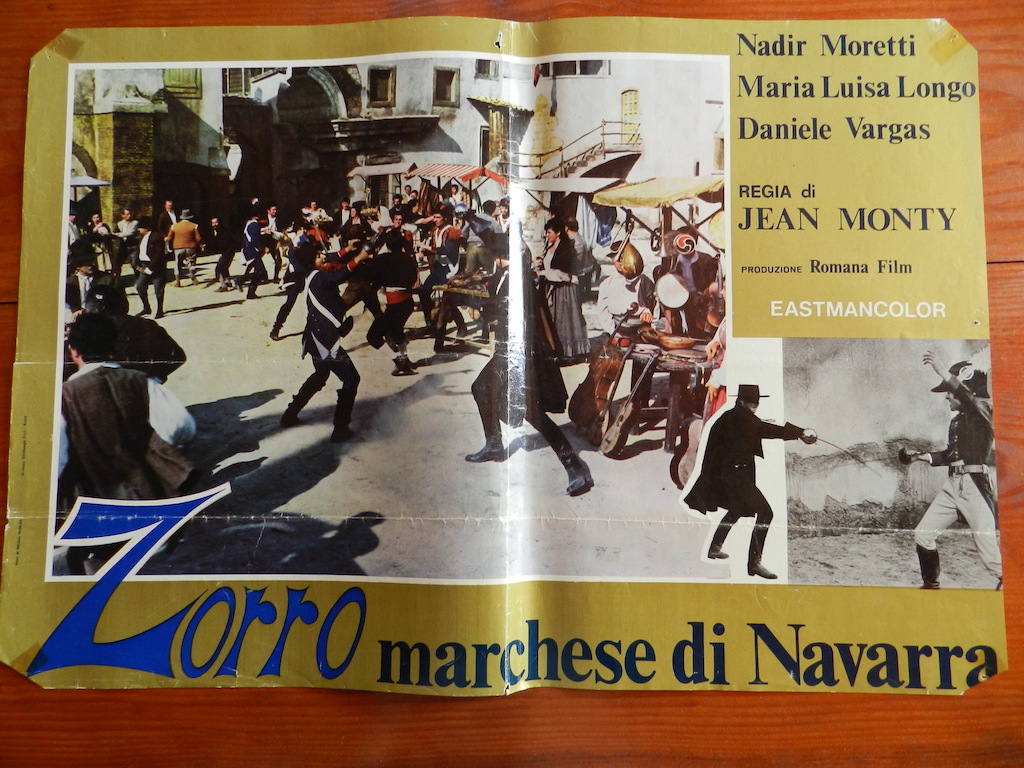 Nadir Moretti
Maria Luisa Longo
Daniele Vargas
REGIA di
JEAN MONTY
PRODUZIONE Romana Film
EASTMANCOLOR
Zorro marchese di Navarra